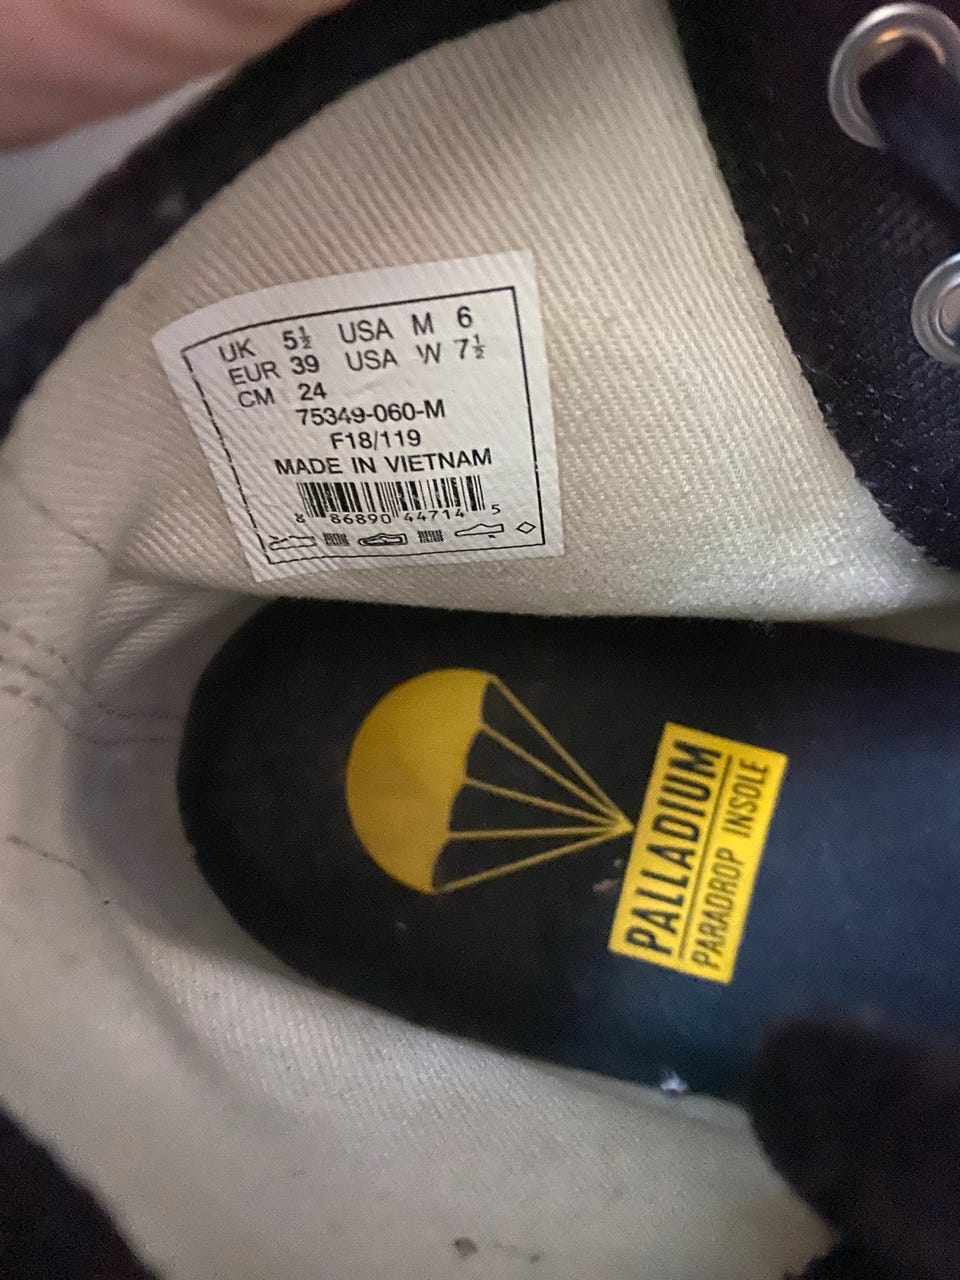 UK 5½ USA M 6
EUR 39 USA W 7½
CM 24
75349-060-M
F18/119
MADE IN VIETNAM
8 86890 44714 5
PALLADIUM
PARADROP INSOLE